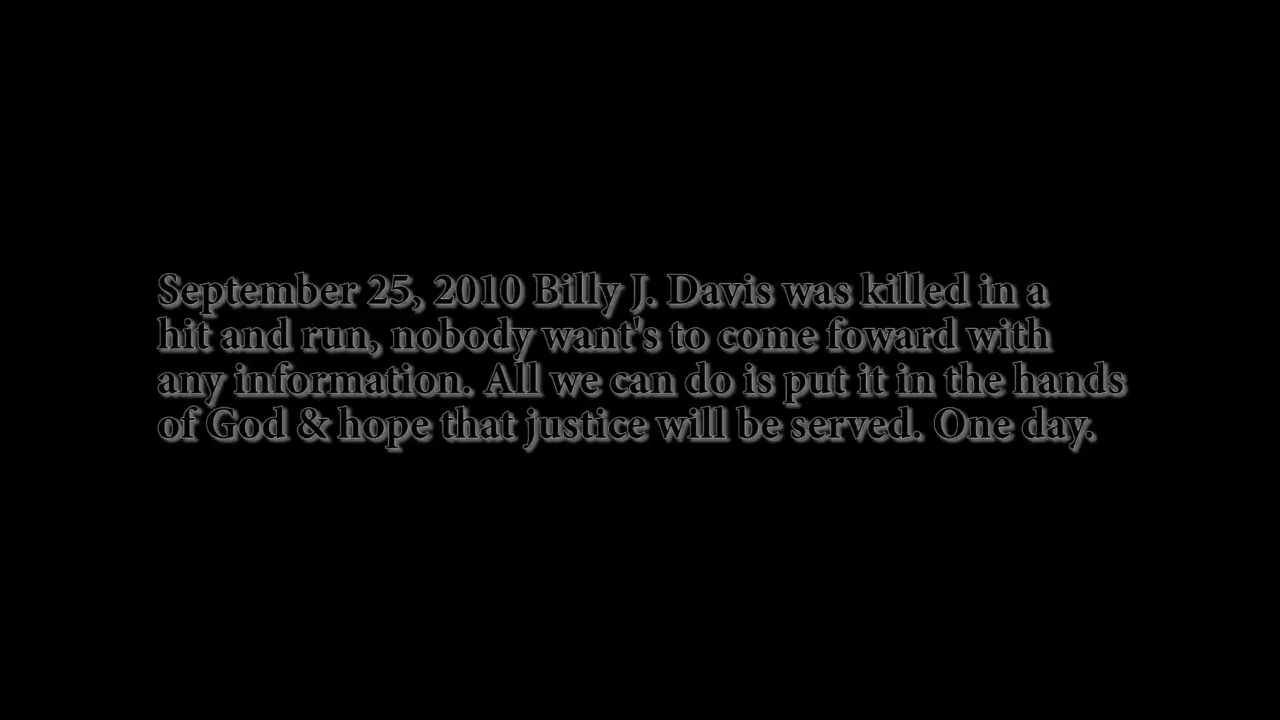 September 25, 2010 Billy J. Davis was killed in a
hit and run, nobody want's to come foward with
any information. All we can do is put it in the hands
of God & hope that justice will be served. One day.